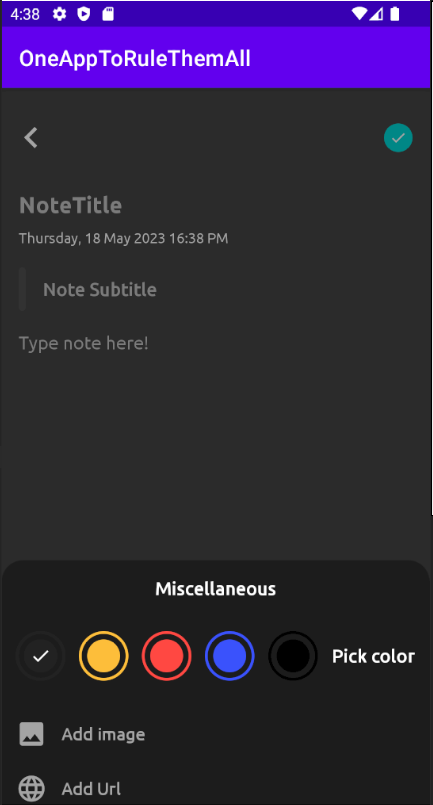 4:38
OneAppToRuleThemAll
NoteTitle
Thursday, 18 May 2023 16:38 PM
Note Subtitle
Type note here!
Miscellaneous
Pick color
Add image
Add Url